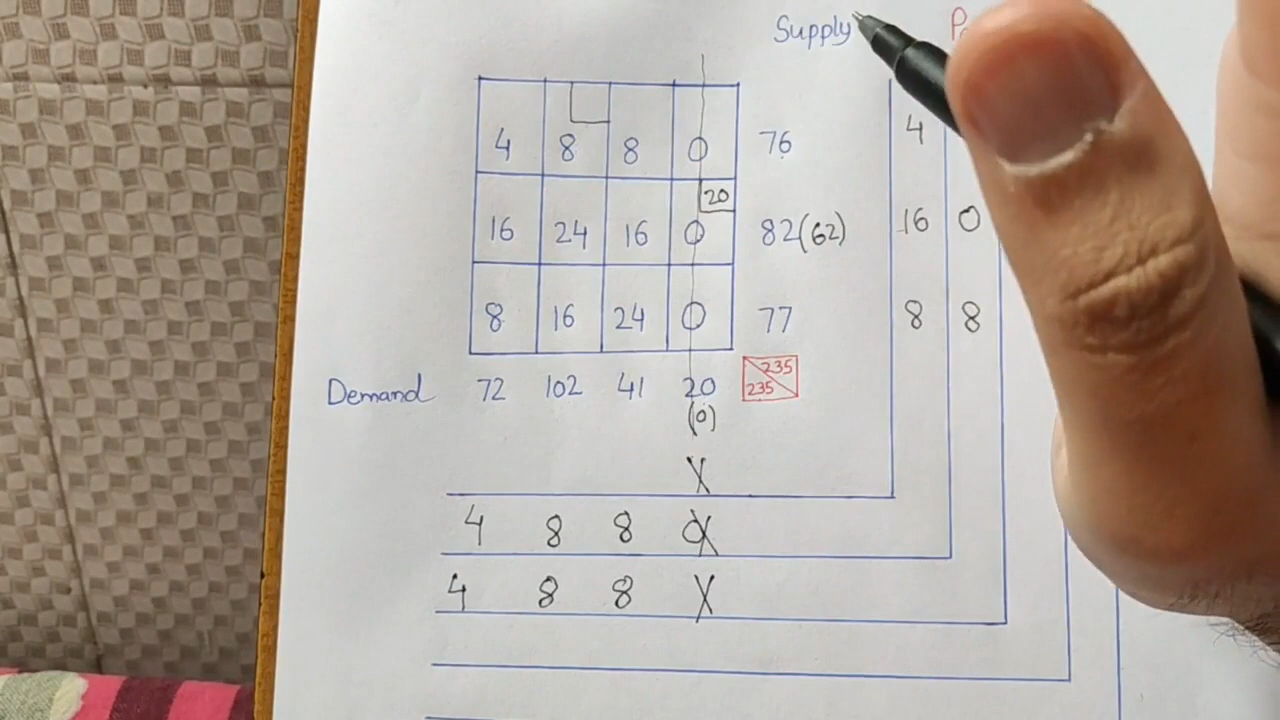 Supply P
4 8 8 0 76 4
20
16 24 16 0 82(62) 16 0
8 16 24 0 77 8 8
Demand 72 102 41 20 235 235
(0)
X
4 8 8 0X
4 8 8 X